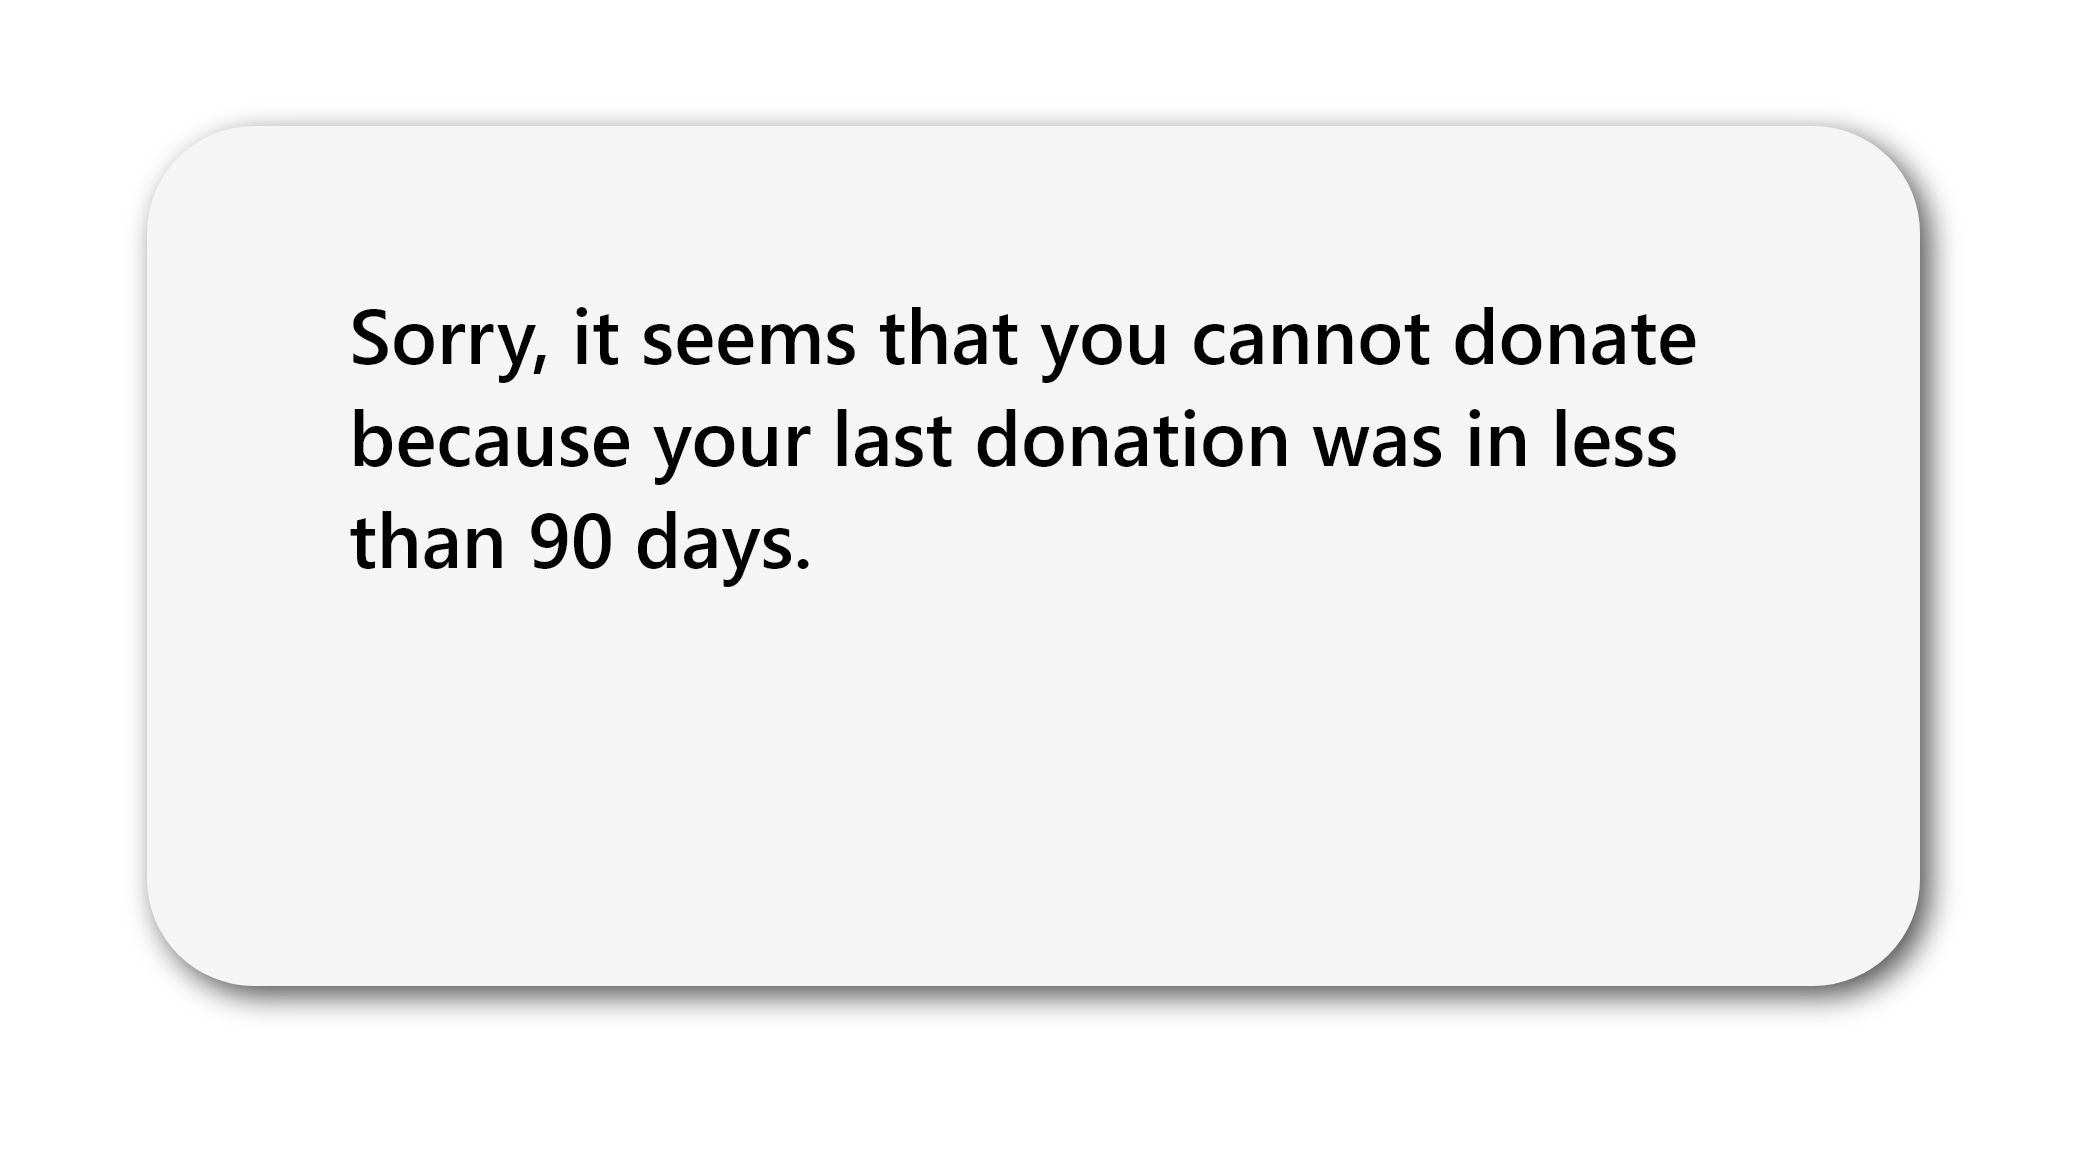 Sorry, it seems that you cannot donate
because your last donation was in less
than 90 days.